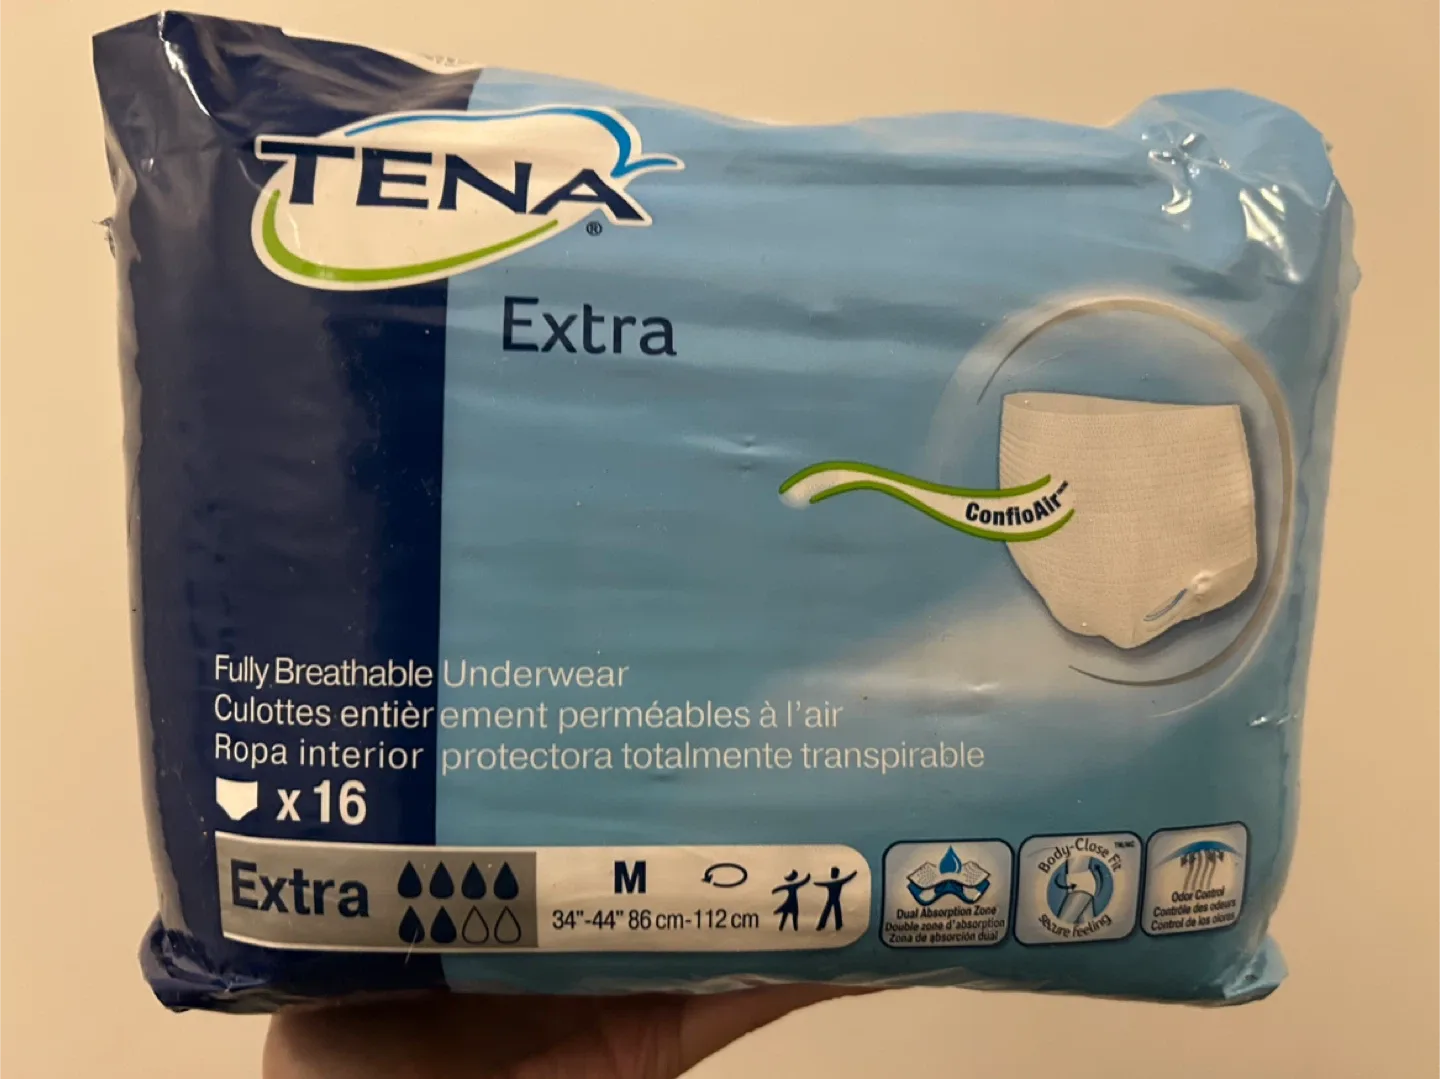 TENA
®
Extra
ConfioAir™
Fully Breathable Underwear
Culottes entièrement perméables à l'air
Ropa interior protectora totalmente transpirable
x 16
Extra
M
34"-44" 86 cm-112 cm
Dual Absorption Zone
Double zone d'absorption
Zona de absorción dual
Body-Close Fit
secure feeling
Odor Control
Contrôle des odeurs
Control de los olores